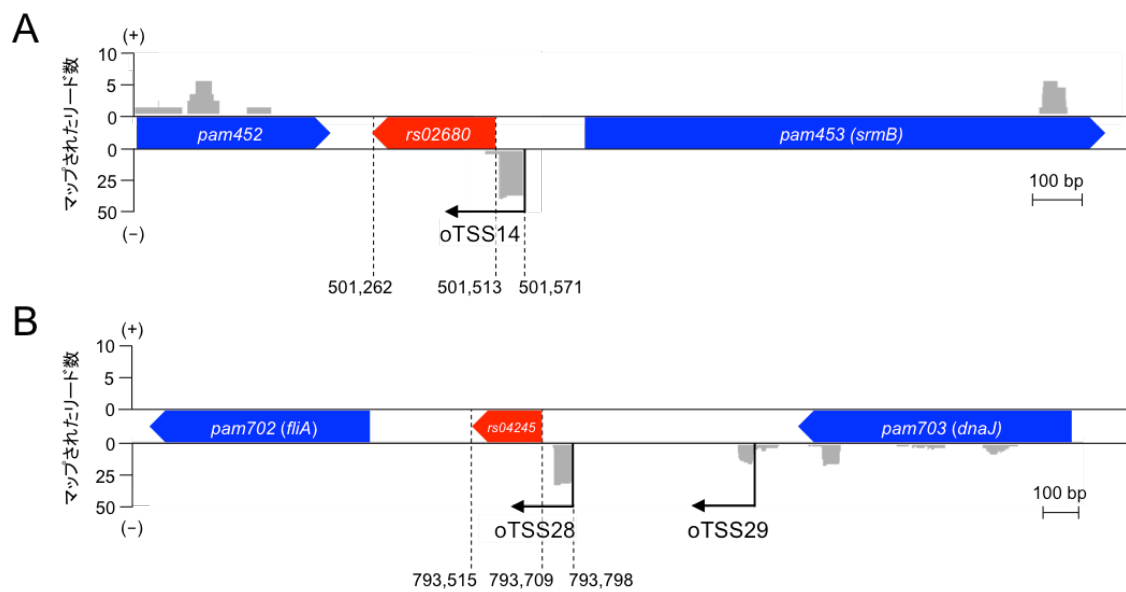 A
(+)
マップされたリード数
10
5
0
pam452
rs02680
pam453 (srmB)
0
25
50
(−)
100 bp
oTSS14
501,262
501,513
501,571
B
(+)
マップされたリード数
10
5
0
pam702 (fliA)
rs04245
pam703 (dnaJ)
0
25
50
(−)
100 bp
oTSS28
oTSS29
793,515
793,709
793,798